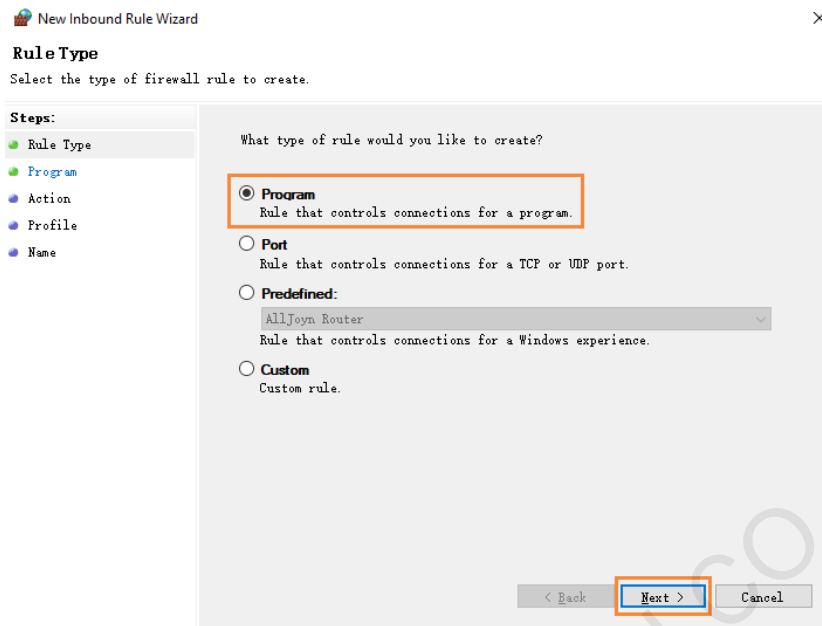 New Inbound Rule Wizard
Rule Type
Select the type of firewall rule to create.
Steps:
Rule Type
Program
Action
Profile
Name
What type of rule would you like to create?
Program
Rule that controls connections for a program.
Port
Rule that controls connections for a TCP or UDP port.
Predefined:
AllJoyn Router
Rule that controls connections for a Windows experience.
Custom
Custom rule.
< Back
Next >
Cancel